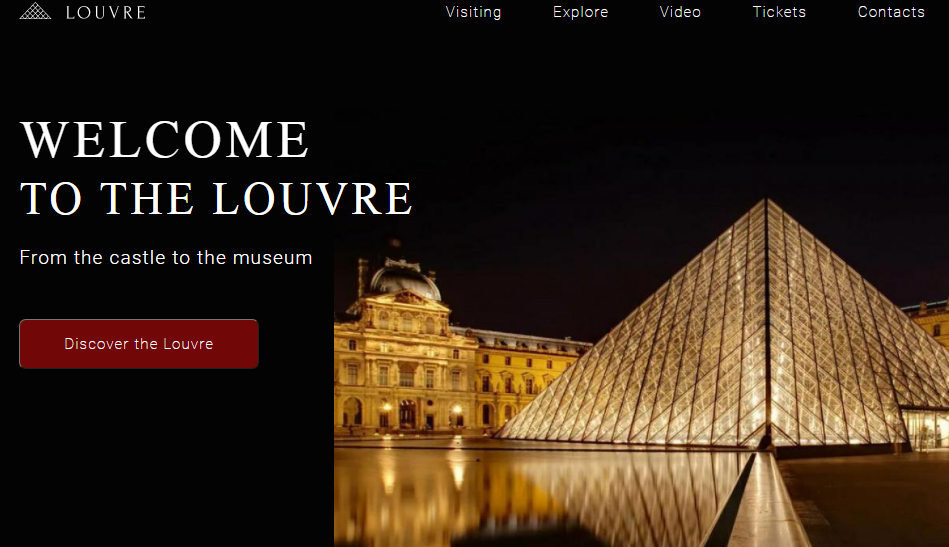 LOUVRE
Visiting
Explore
Video
Tickets
Contacts
WELCOME
TO THE LOUVRE
From the castle to the museum
Discover the Louvre